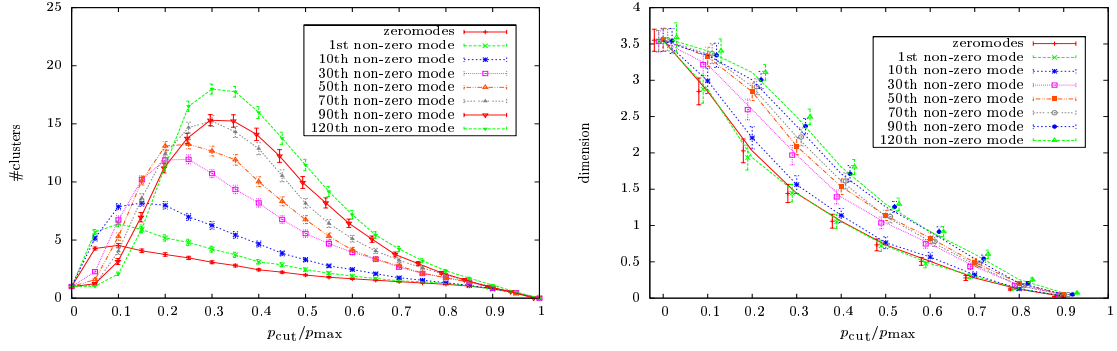 25
20
15
10
5
0
#clusters
0
0.1
0.2
0.3
0.4
0.5
0.6
0.7
0.8
0.9
1
p_cut/p_max
zeromodes
1st non-zero mode
10th non-zero mode
30th non-zero mode
50th non-zero mode
70th non-zero mode
90th non-zero mode
120th non-zero mode
4
3.5
3
2.5
2
1.5
1
0.5
0
dimension
0
0.1
0.2
0.3
0.4
0.5
0.6
0.7
0.8
0.9
1
p_cut/p_max
zeromodes
1st non-zero mode
10th non-zero mode
30th non-zero mode
50th non-zero mode
70th non-zero mode
90th non-zero mode
120th non-zero mode